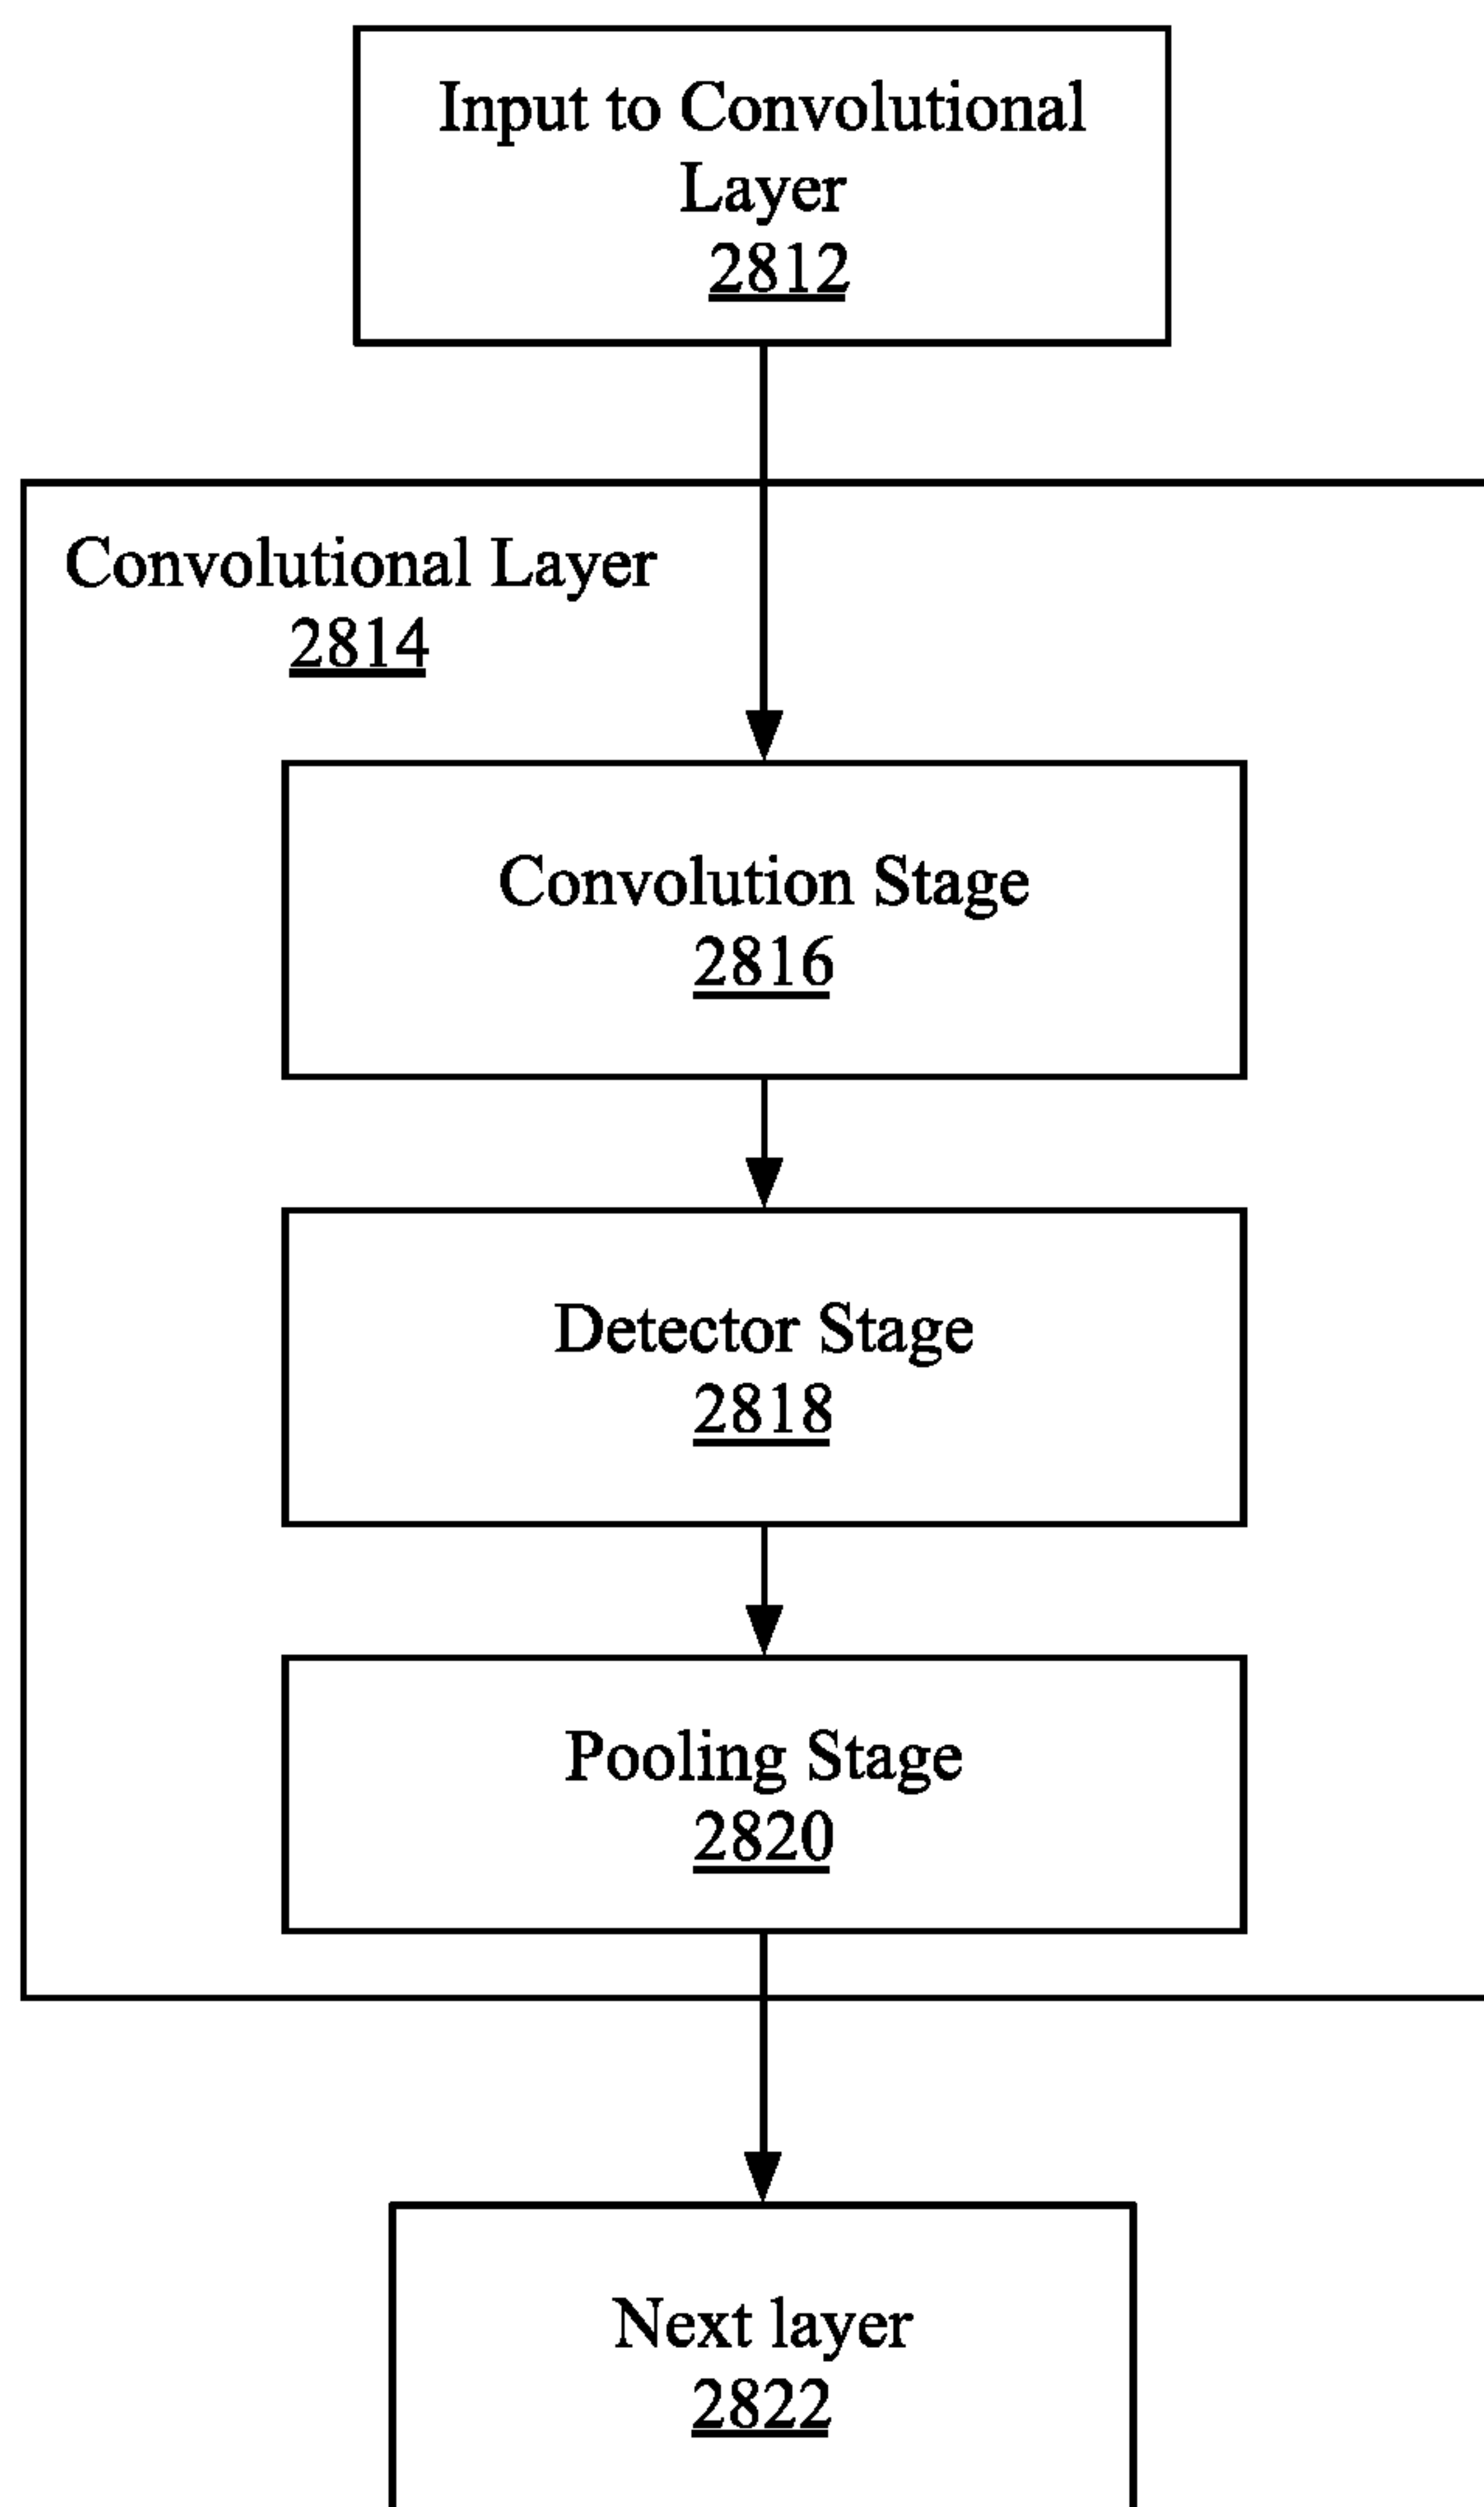 Input to Convolutional
Layer
2812
Convolutional Layer
2814
Convolution Stage
2816
Detector Stage
2818
Pooling Stage
2820
Next layer
2822